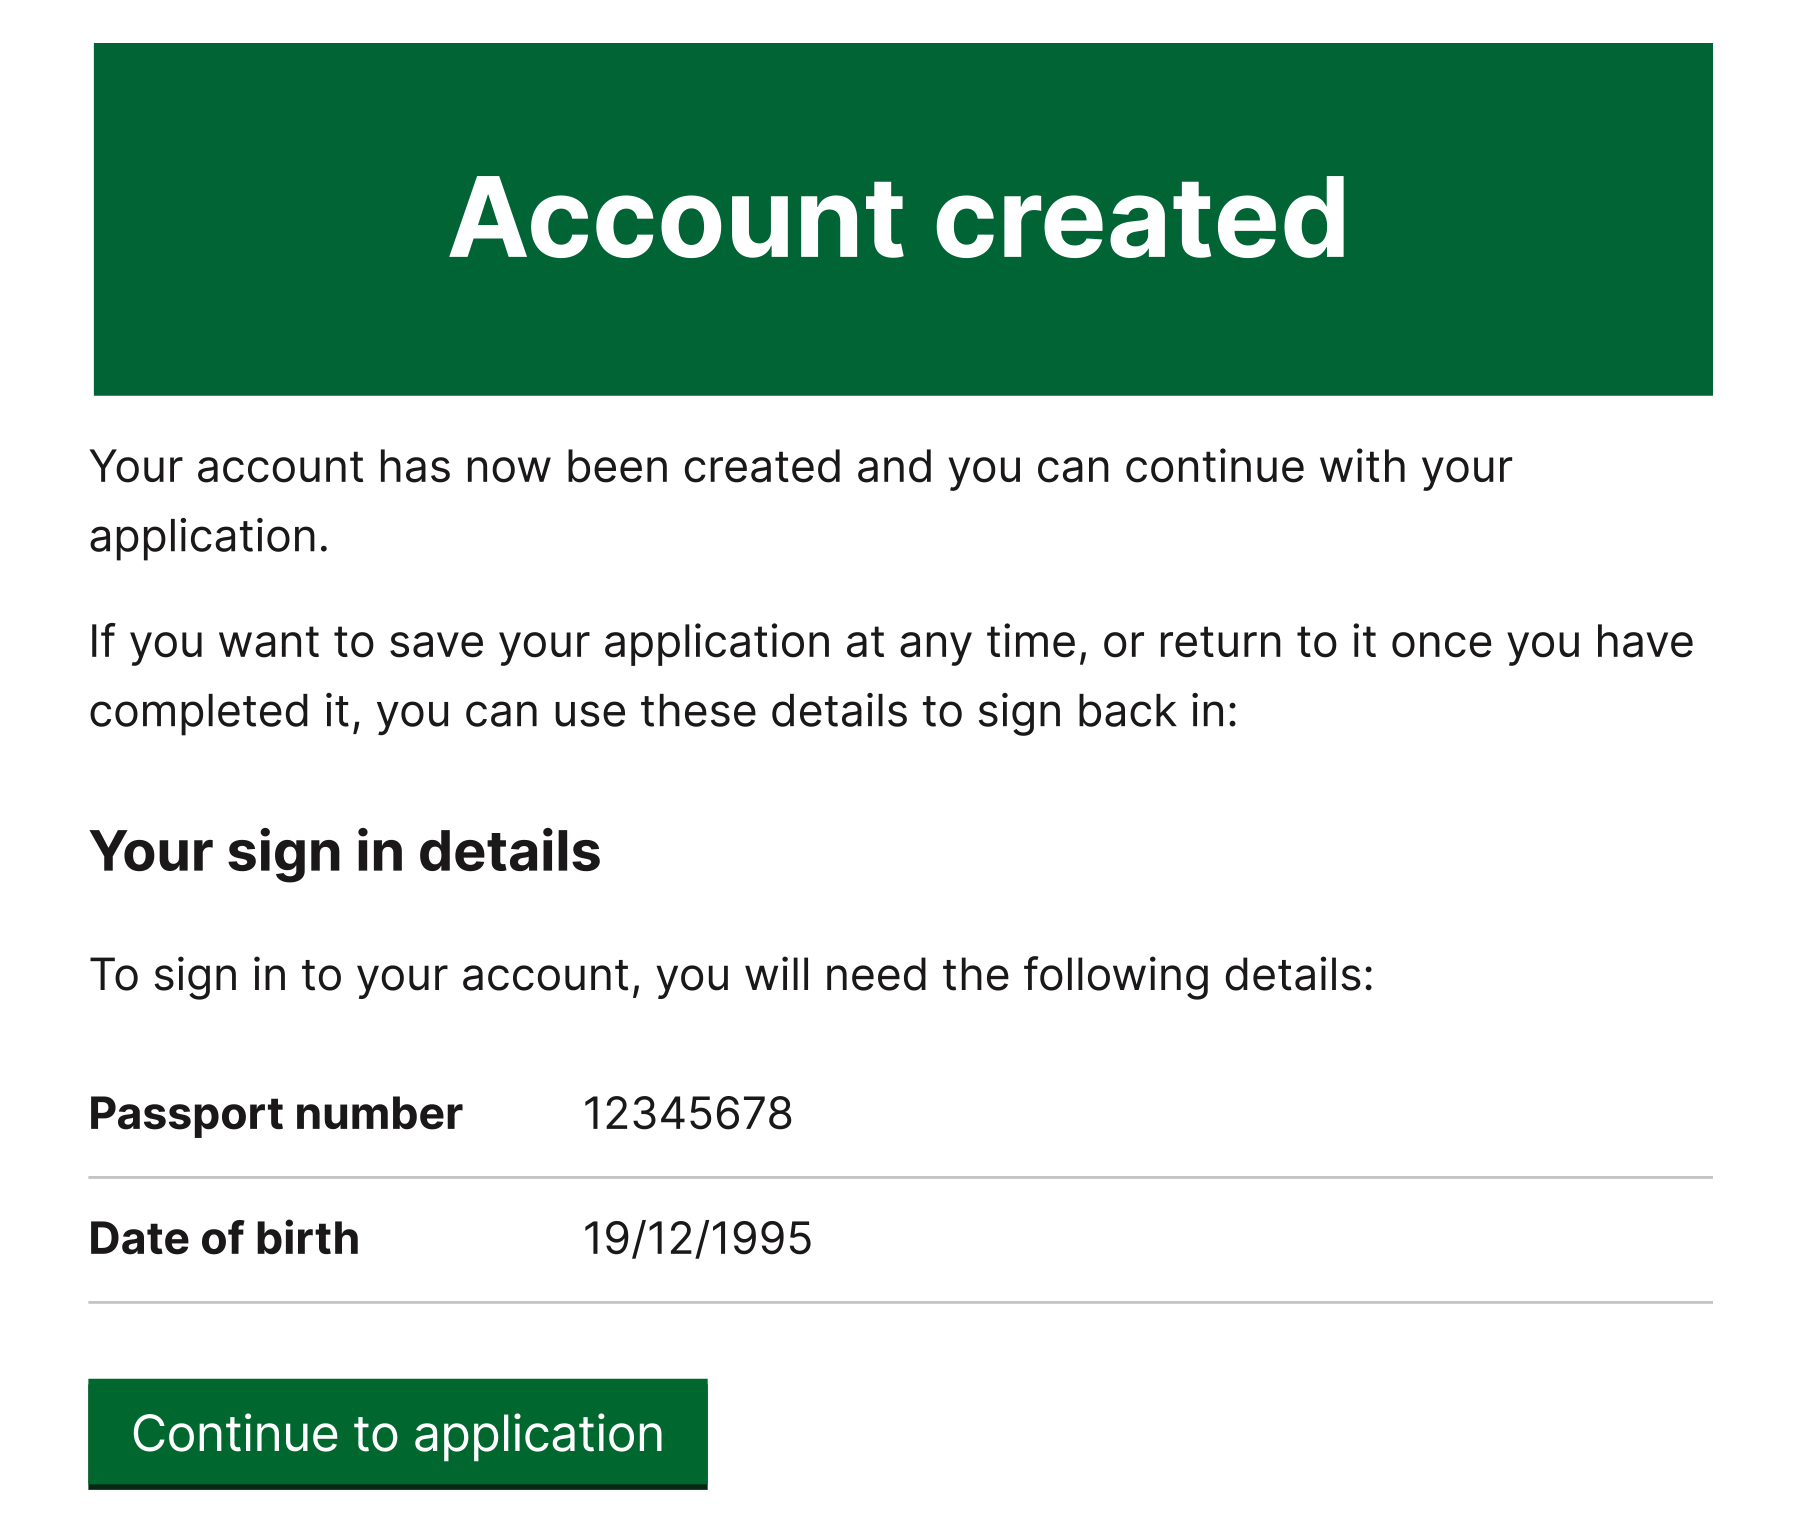 Account created
Your account has now been created and you can continue with your
application.
If you want to save your application at any time, or return to it once you have
completed it, you can use these details to sign back in:
Your sign in details
To sign in to your account, you will need the following details:
Passport number 12345678
Date of birth 19/12/1995
Continue to application